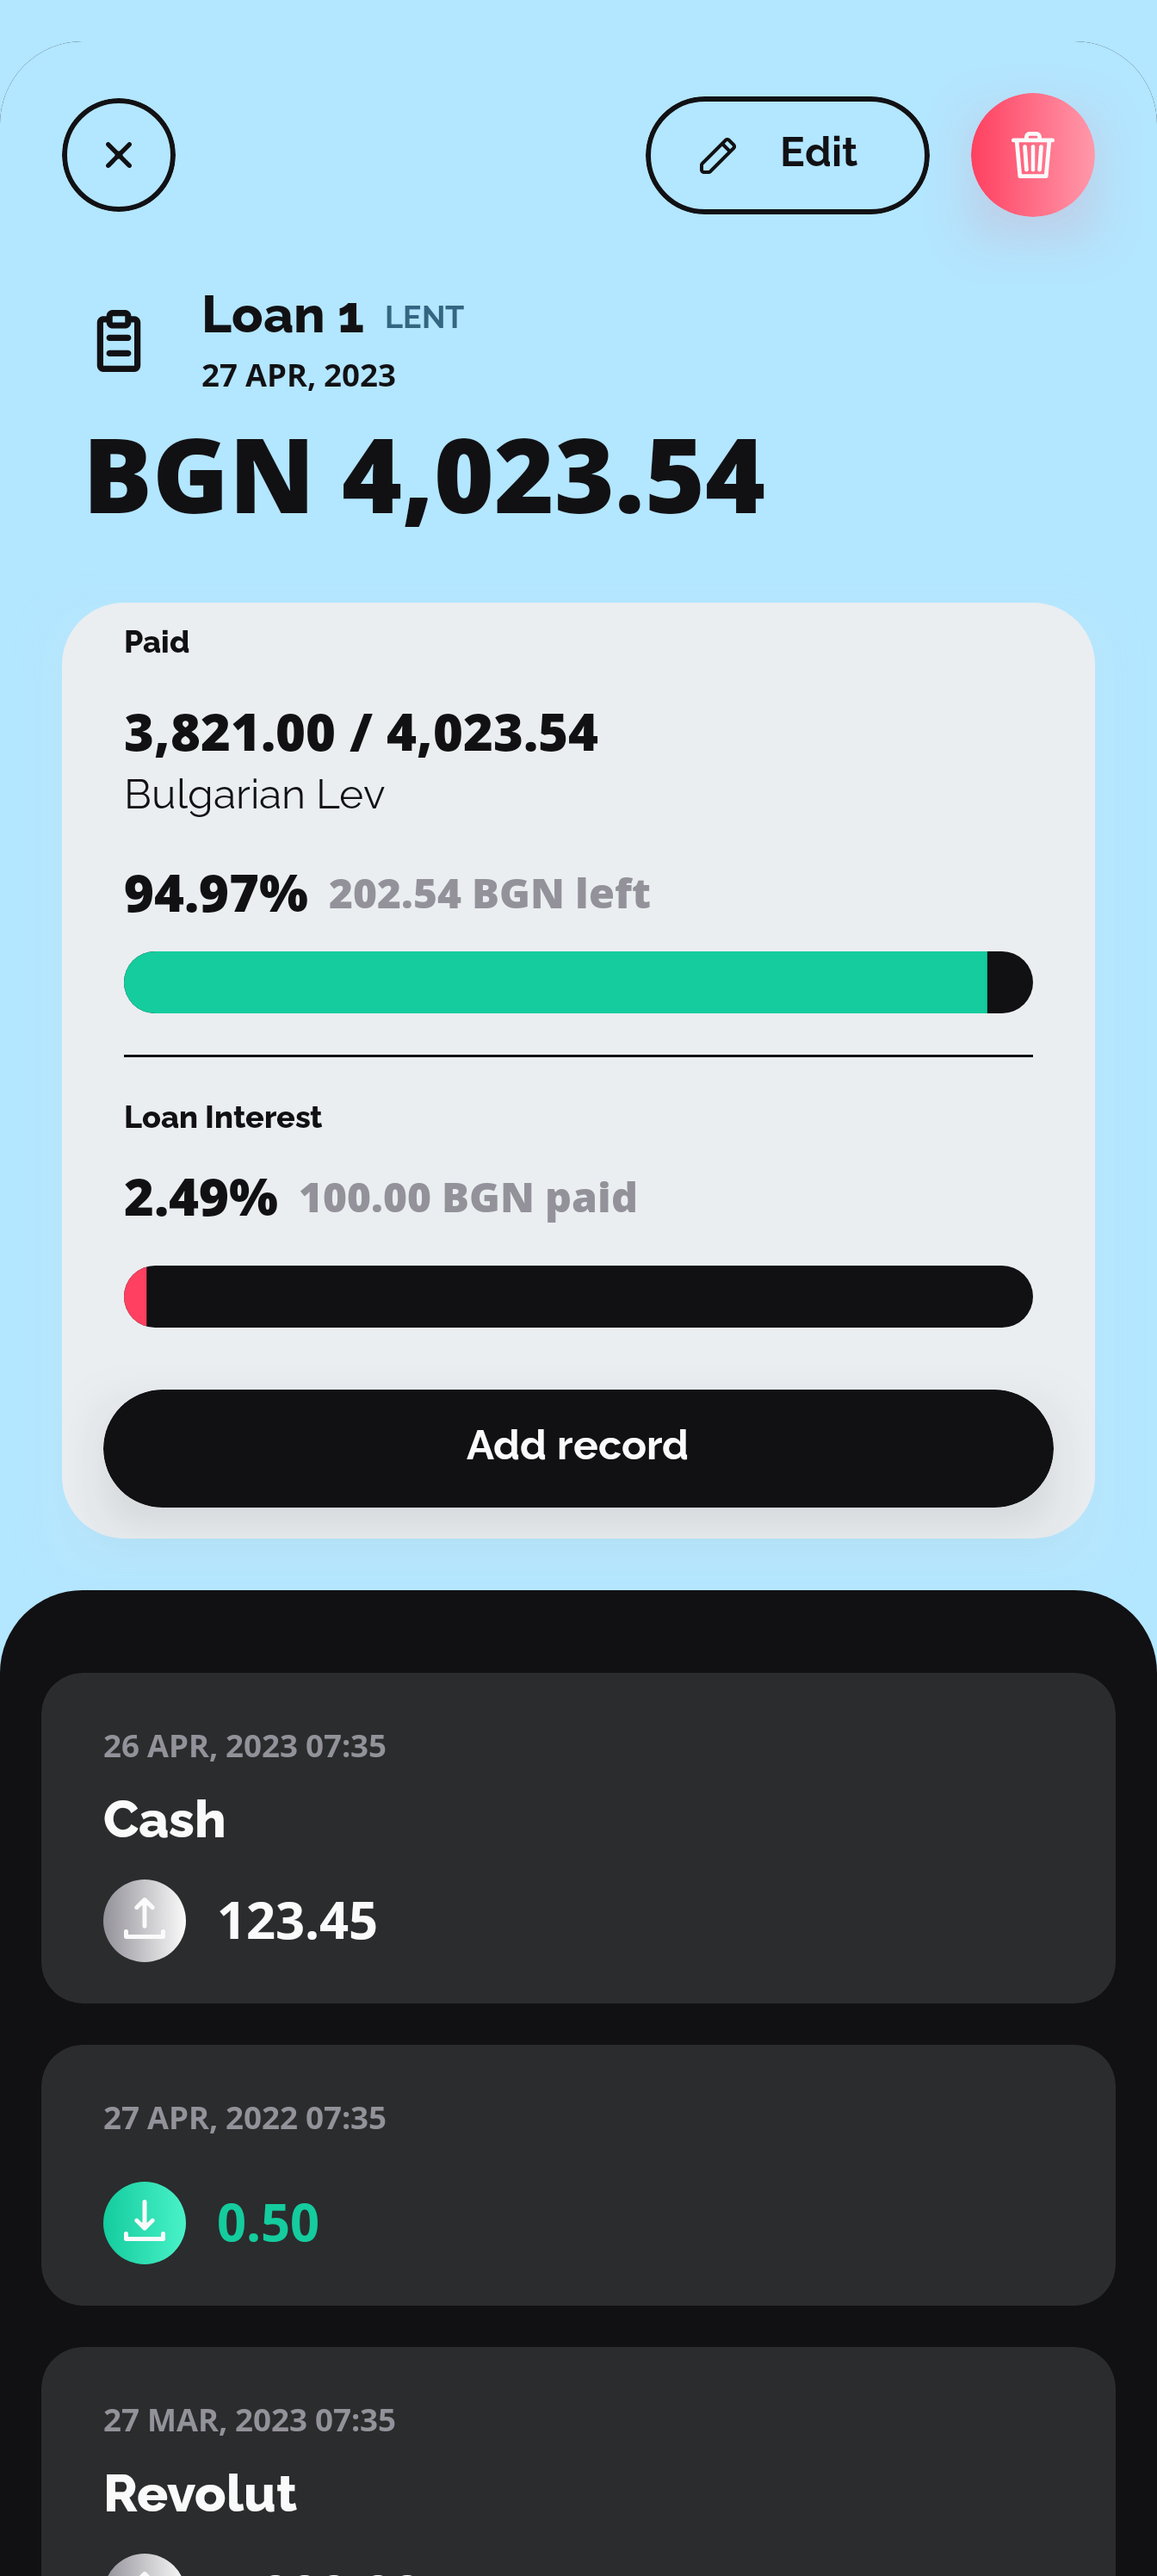 Edit
Loan 1 LENT
27 APR, 2023
BGN 4,023.54
Paid
3,821.00 / 4,023.54
Bulgarian Lev
94.97% 202.54 BGN left
Loan Interest
2.49% 100.00 BGN paid
Add record
26 APR, 2023 07:35
Cash
123.45
27 APR, 2022 07:35
0.50
27 MAR, 2023 07:35
Revolut